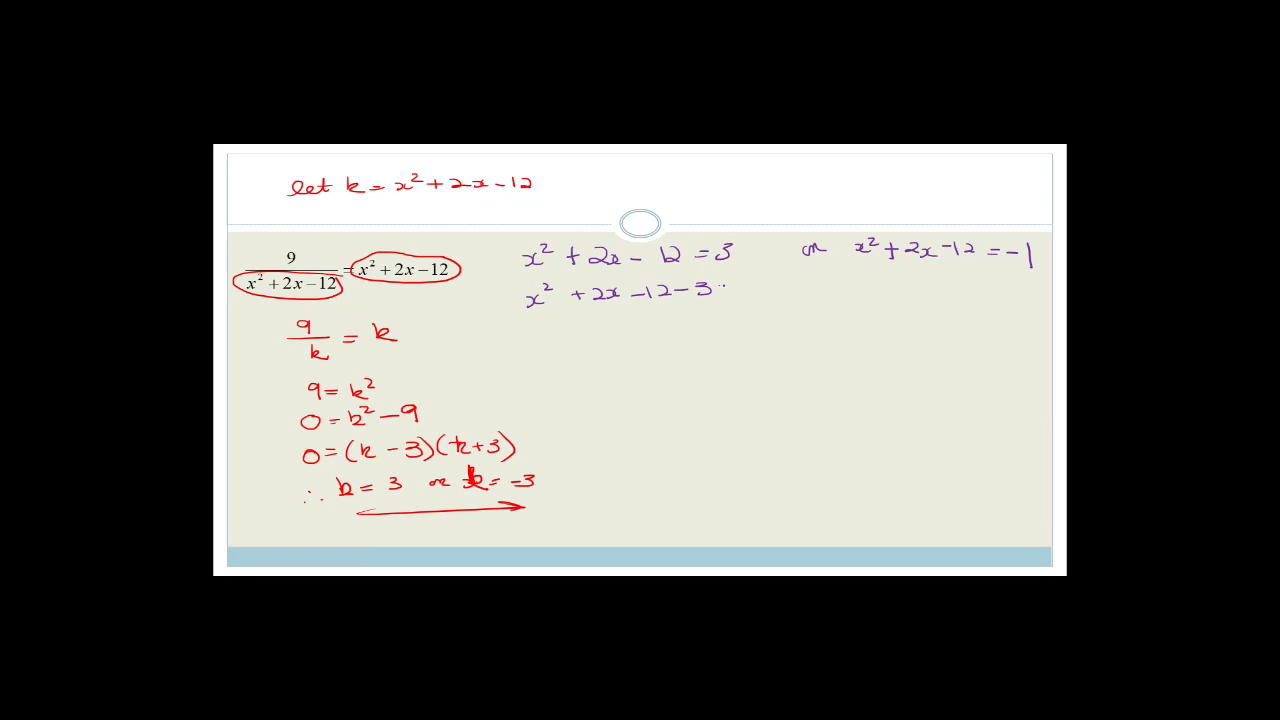 let k = x² + 2x - 12
9/(x² + 2x - 12) = x² + 2x - 12
9/k = k
9 = k²
0 = k² - 9
0 = (k - 3)(k + 3)
∴ k = 3 or k = -3
x² + 2x - 12 = 3 or x² + 2x - 12 = -1
x² + 2x - 12 - 3